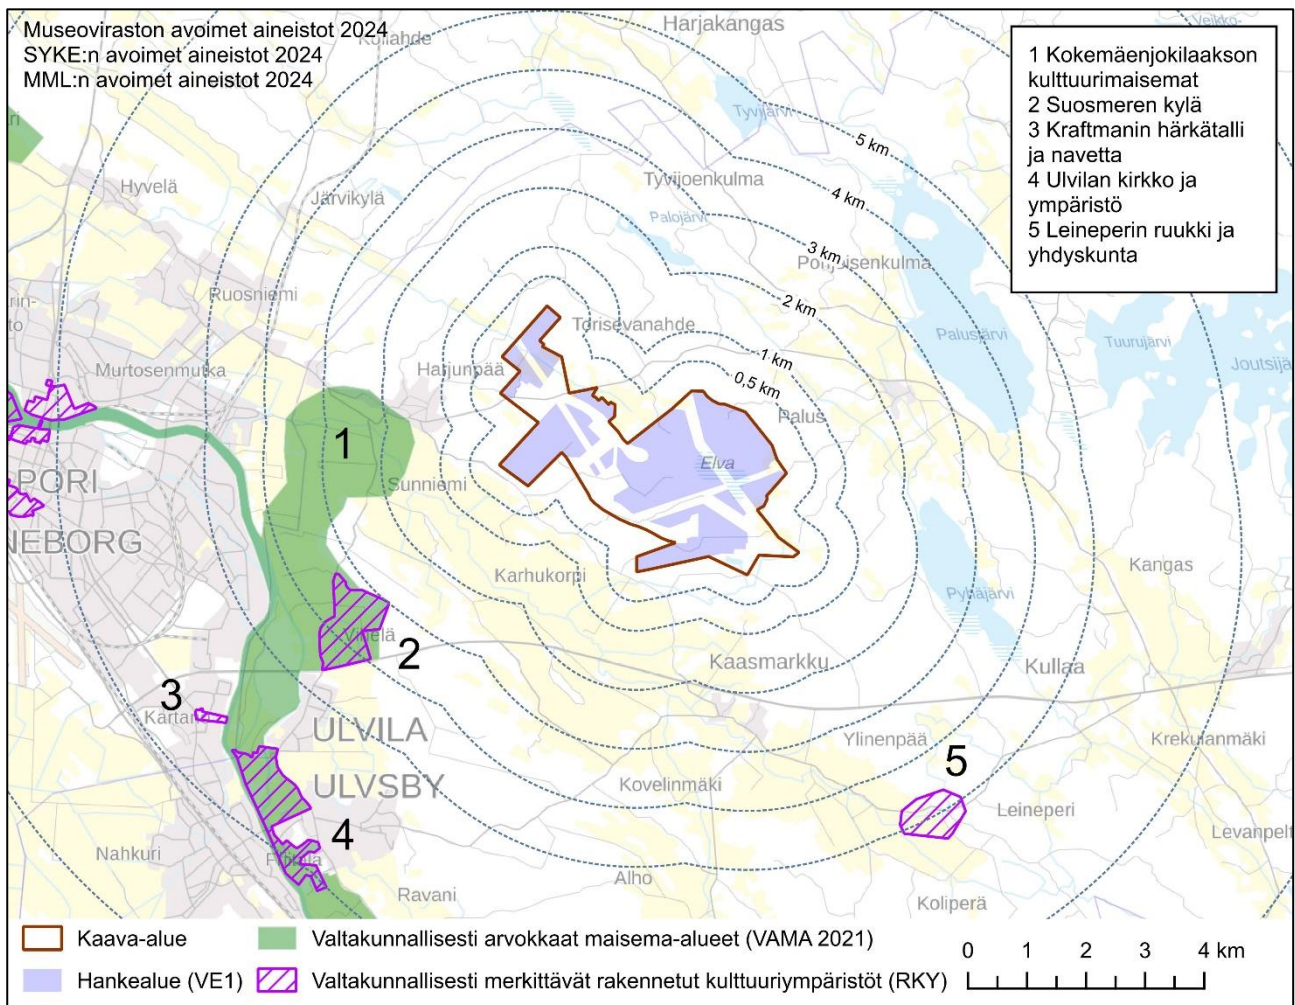 Museoviraston avoimet aineistot 2024
SYKE:n avoimet aineistot 2024
MML:n avoimet aineistot 2024
1 Kokemäenjokilaakson
kulttuurimaisemat
2 Suosmeren kylä
3 Kraftmanin härkätalli
ja navetta
4 Ulvilan kirkko ja
ympäristö
5 Leineperin ruukki ja
yhdyskunta
Harjakangas
Tyvijärvi
5 km
Hyvelä
Järvikylä
Tyvijoenkulma
4 km
Palojärvi
3 km
Ruosniemi
2 km
Torisevanahde
Palusjärvi
Tuurujärvi
Murtosenmutka
Harjunpää
1 km
Joutsijä
0,5 km
Palus
1
Elva
PORI
Sunniemi
NEBORG
Karhukorpi
Kangas
Pyhäjärvi
2
Kaasmarkku
Kullaa
3
ULVILA
Ylinenpää
Krekulanmäki
ULVSBY
Kovelinmäki
5
Leineperi
4
Levanpelt
Nahkuri
Ravani
Alho
Koliperä
Kaava-alue
Valtakunnallisesti arvokkaat maisema-alueet (VAMA 2021)
Hankealue (VE1)
Valtakunnallisesti merkittävät rakennetut kulttuuriympäristöt (RKY)
0 1 2 4 km